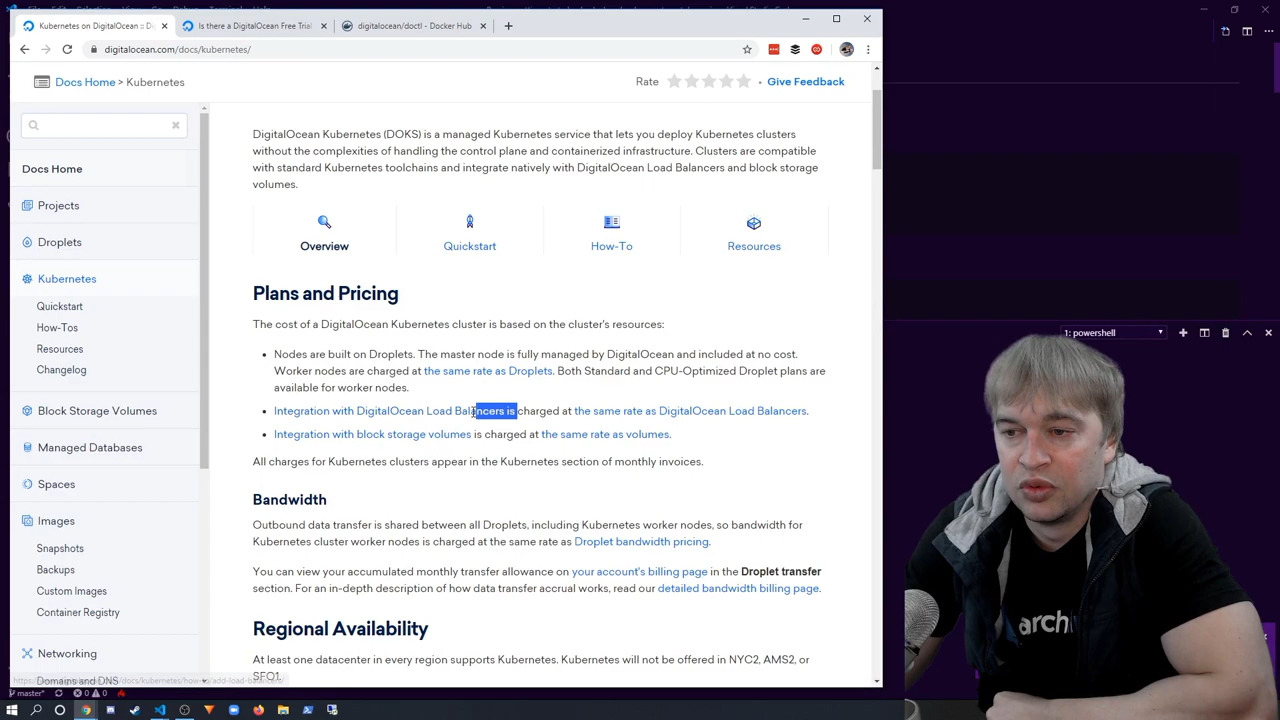 Kubernetes on DigitalOcean :: Di
Is there a DigitalOcean Free Trial
digitalocean/doctl - Docker Hub
digitalocean.com/docs/kubernetes/
Docs Home > Kubernetes
Rate
Give Feedback
Docs Home
Projects
Droplets
Kubernetes
Quickstart
How-Tos
Resources
Clusters
Block Storage Volumes
Managed Databases
Spaces
Images
Snapshots
Backups
Custom Images
Container Registry
Networking
Domains and DNS
DigitalOcean Kubernetes (DOKS) is a managed Kubernetes service that lets you deploy Kubernetes clusters
without the complexities of handling the control plane and containerized infrastructure. Clusters are compatible
with standard Kubernetes toolchains and integrate natively with DigitalOcean Load Balancers and block storage
volumes.
Overview
Quickstart
How-To
Resources
Plans and Pricing
The cost of a DigitalOcean Kubernetes cluster is based on the cluster's resources:
Nodes are built on Droplets. The master node is fully managed by DigitalOcean and included at no cost.
Worker nodes are charged at the same rate as Droplets. Both Standard and CPU-Optimized Droplet plans are
available for worker nodes.
Integration with DigitalOcean Load Balancers is charged at the same rate as DigitalOcean Load Balancers.
Integration with block storage volumes is charged at the same rate as volumes.
All charges for Kubernetes clusters appear in the Kubernetes section of monthly invoices.
Bandwidth
Outbound data transfer is shared between all Droplets, including Kubernetes worker nodes, so bandwidth for
Kubernetes cluster worker nodes is charged at the same rate as Droplet bandwidth pricing.
You can view your accumulated monthly transfer allowance on your account's billing page in the Droplet transfer
section. For an in-depth description of how data transfer accrual works, read our detailed bandwidth billing page.
Regional Availability
At least one datacenter in every region supports Kubernetes. Kubernetes will not be offered in NYC2, AMS2, or
SFO1.
1: powershell
arch
master*
0
0